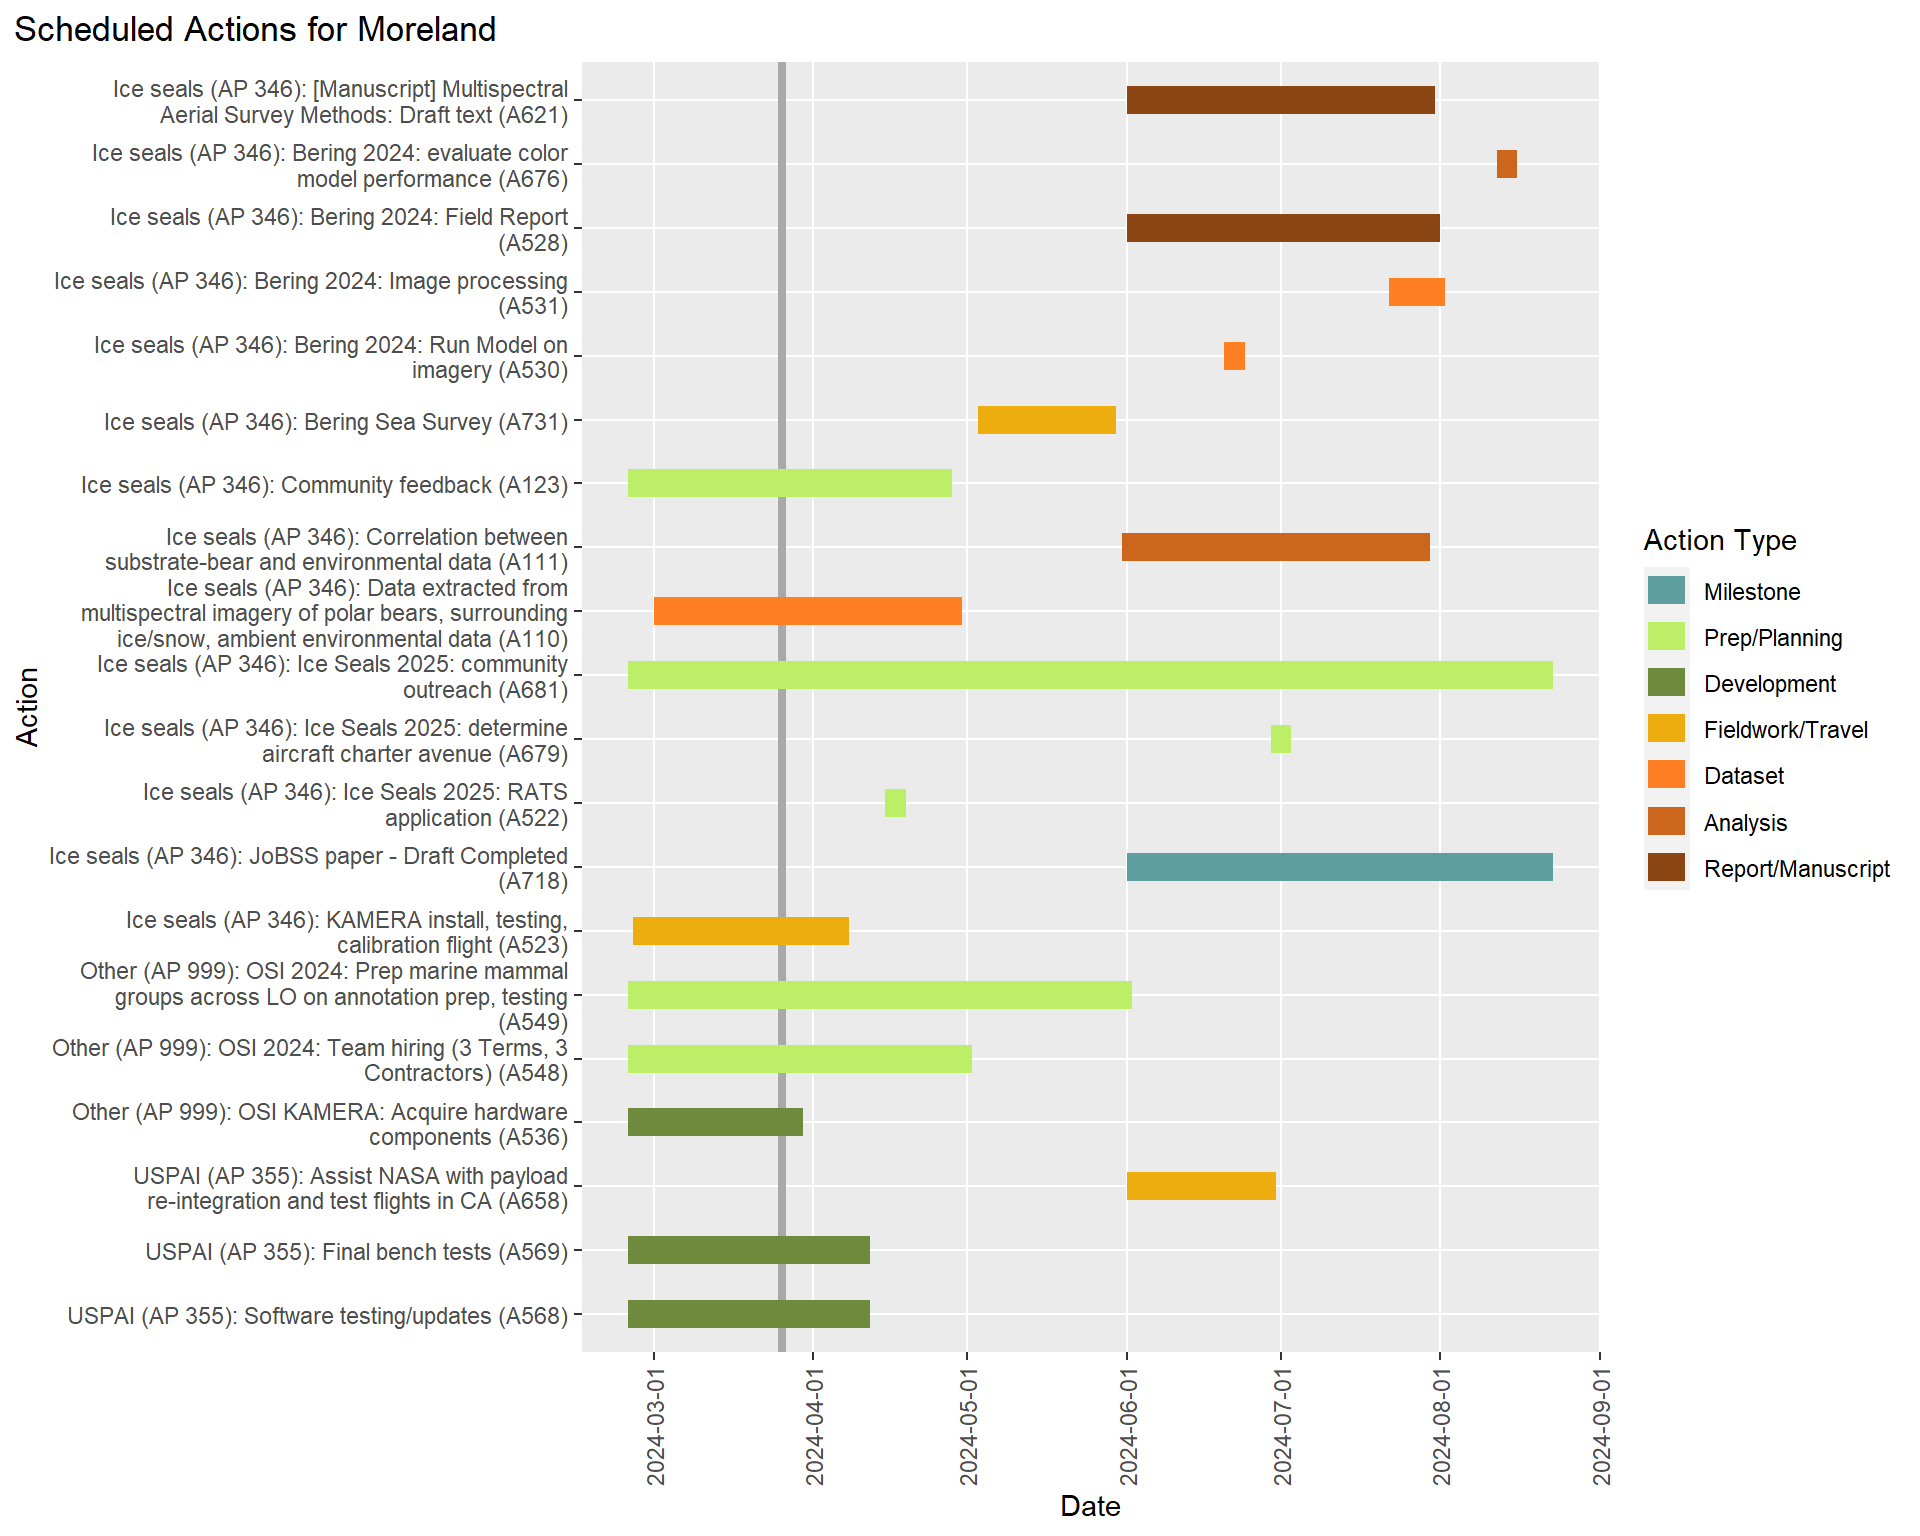 Scheduled Actions for Moreland
Ice seals (AP 346): [Manuscript] Multispectral
Aerial Survey Methods: Draft text (A621)
Ice seals (AP 346): Bering 2024: evaluate color
model performance (A676)
Ice seals (AP 346): Bering 2024: Field Report
(A528)
Ice seals (AP 346): Bering 2024: Image processing
(A531)
Ice seals (AP 346): Bering 2024: Run Model on
imagery (A530)
Ice seals (AP 346): Bering Sea Survey (A731)
Ice seals (AP 346): Community feedback (A123)
Ice seals (AP 346): Correlation between
substrate-bear and environmental data (A111)
Ice seals (AP 346): Data extracted from
multispectral imagery of polar bears, surrounding
ice/snow, ambient environmental data (A110)
Ice seals (AP 346): Ice Seals 2025: community
outreach (A681)
Ice seals (AP 346): Ice Seals 2025: determine
aircraft charter avenue (A679)
Ice seals (AP 346): Ice Seals 2025: RATS
application (A522)
Ice seals (AP 346): JoBSS paper - Draft Completed
(A718)
Ice seals (AP 346): KAMERA install, testing,
calibration flight (A523)
Other (AP 999): OSI 2024: Prep marine mammal
groups across LO on annotation prep, testing
(A549)
Other (AP 999): OSI 2024: Team hiring (3 Terms, 3
Contractors) (A548)
Other (AP 999): OSI KAMERA: Acquire hardware
components (A536)
USPAI (AP 355): Assist NASA with payload
re-integration and test flights in CA (A658)
USPAI (AP 355): Final bench tests (A569)
USPAI (AP 355): Software testing/updates (A568)
Action
2024-03-01
2024-04-01
2024-05-01
2024-06-01
2024-07-01
2024-08-01
2024-09-01
Date
Action Type
Milestone
Prep/Planning
Development
Fieldwork/Travel
Dataset
Analysis
Report/Manuscript